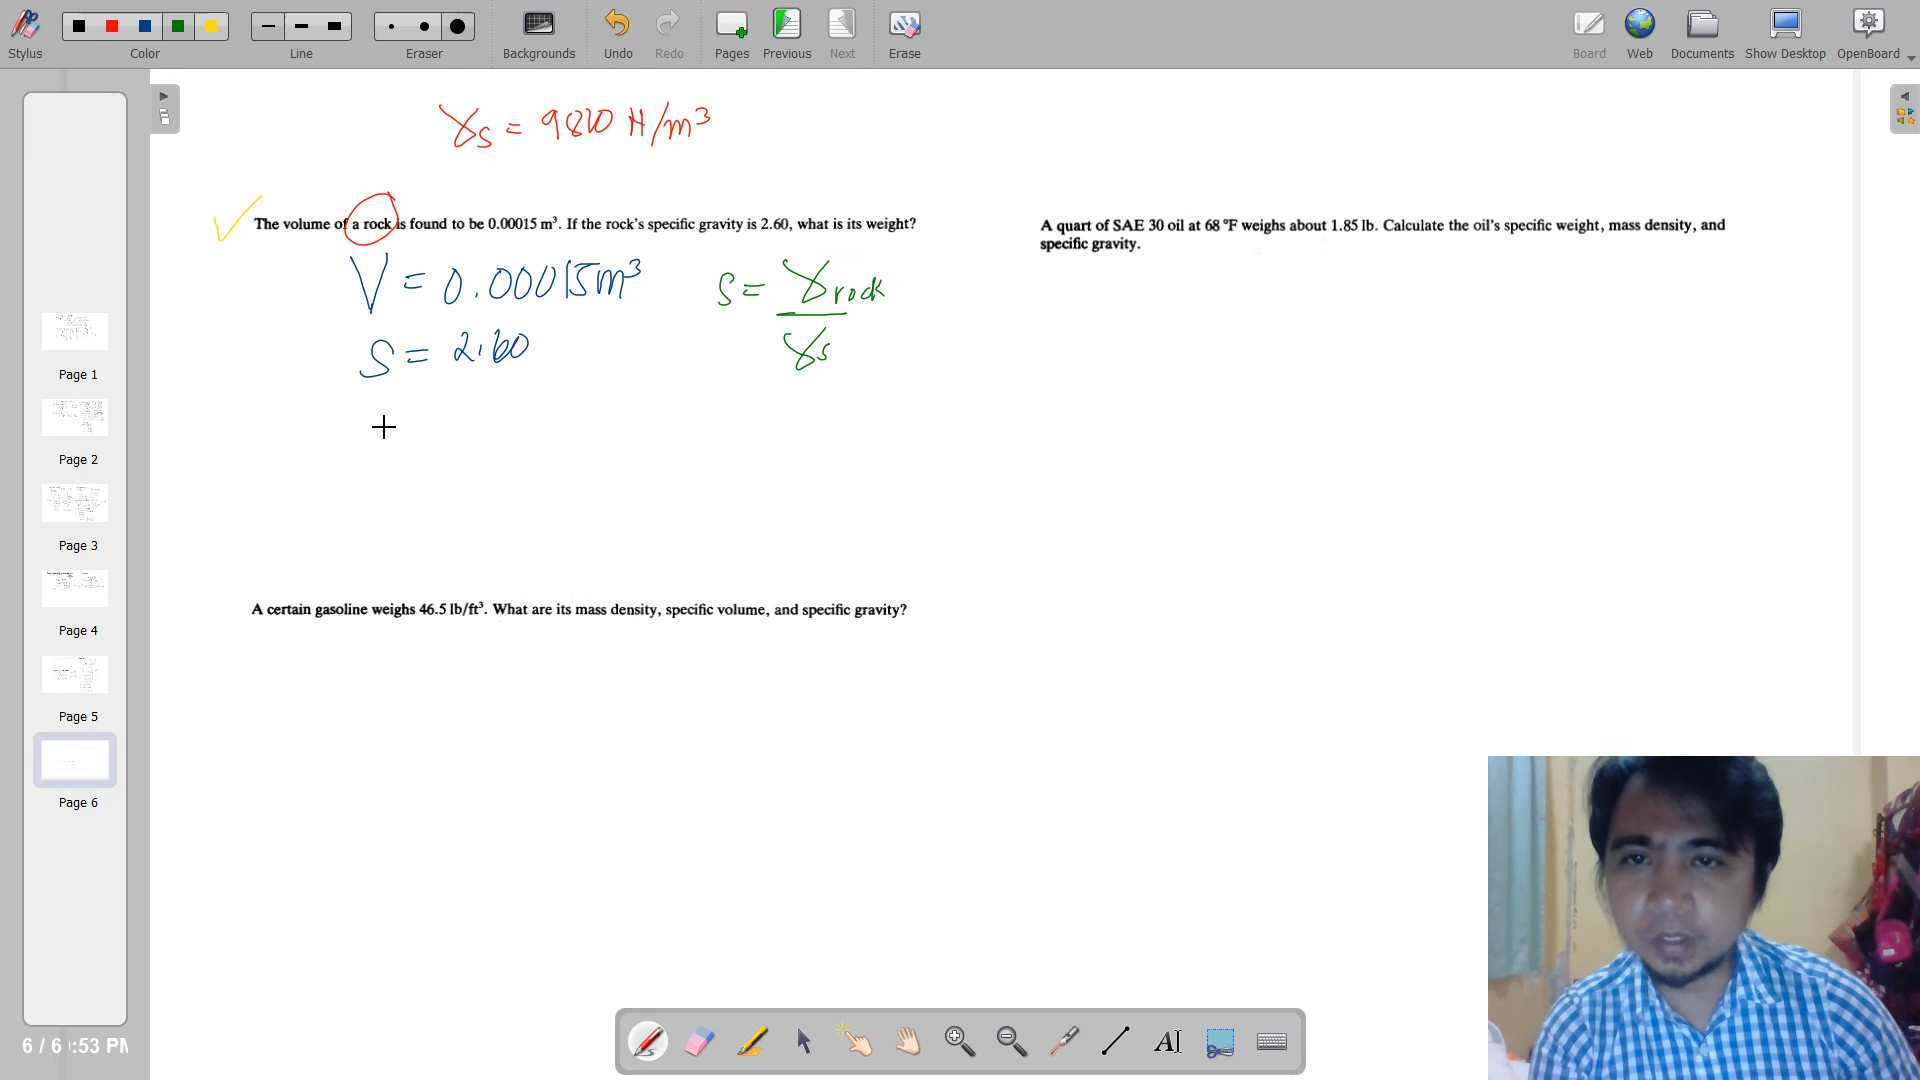 Stylus Color Line Eraser Backgrounds Undo Redo Pages Previous Next Erase Board Web Documents Show Desktop OpenBoard
γs = 9810 N/m³
The volume of a rock is found to be 0.00015 m³. If the rock's specific gravity is 2.60, what is its weight?
V = 0.00015 m³
S = 2.60
S = γrock
γs
A certain gasoline weighs 46.5 lb/ft³. What are its mass density, specific volume, and specific gravity?
A quart of SAE 30 oil at 68 °F weighs about 1.85 lb. Calculate the oil's specific weight, mass density, and
specific gravity.
Page 1
Page 2
Page 3
Page 4
Page 5
Page 6
6 / 6 :53 PM
AI